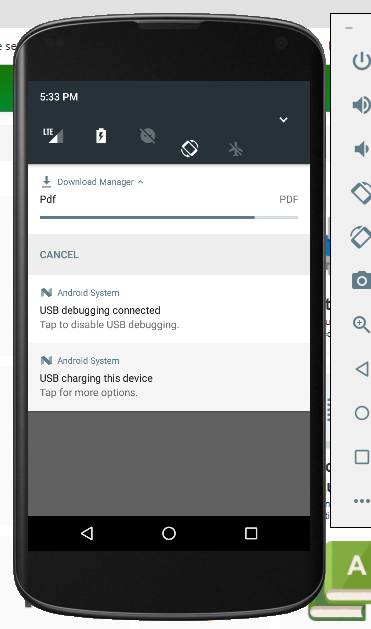 5:33 PM
LTE
Download Manager
Pdf
PDF
CANCEL
Android System
USB debugging connected
Tap to disable USB debugging.
Android System
USB charging this device
Tap for more options.
A